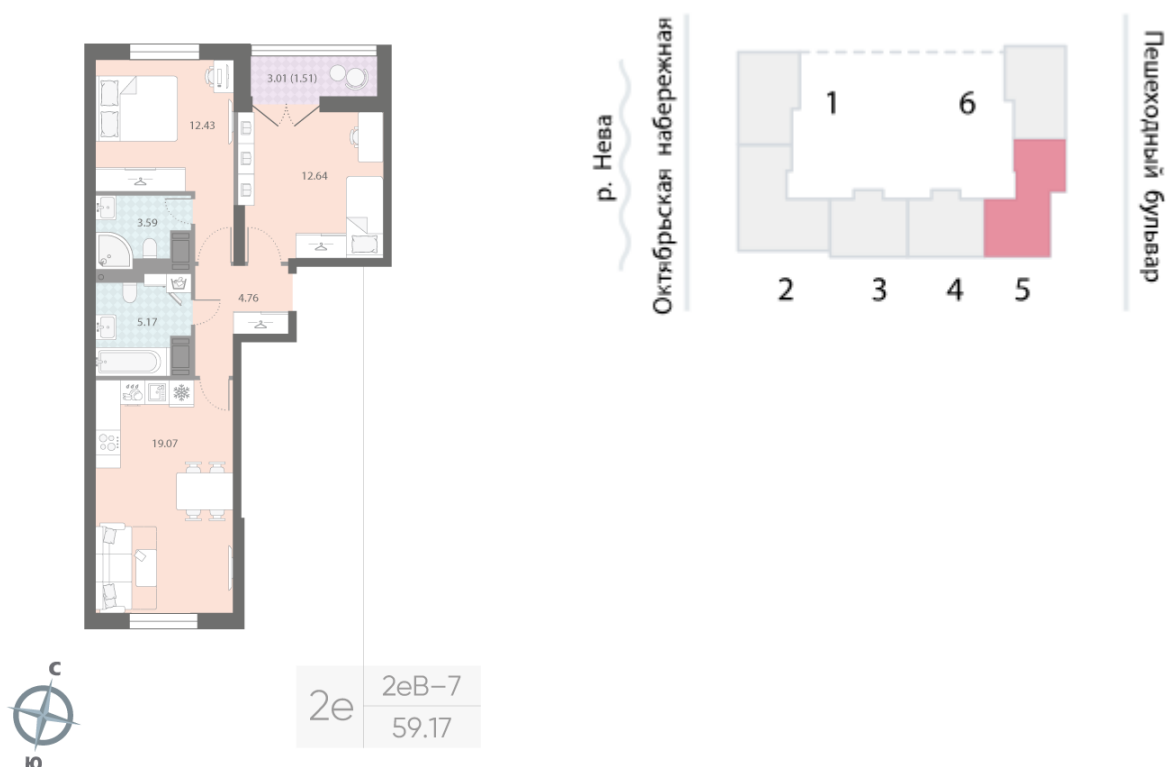 3.01 (1.51)
12.43
12.64
3.59
4.76
5.17
19.07
С
Ю
2е
2еВ–7
59.17
р. Нева
Октябрьская набережная
1
6
2
3
4
5
Пешеходный бульвар